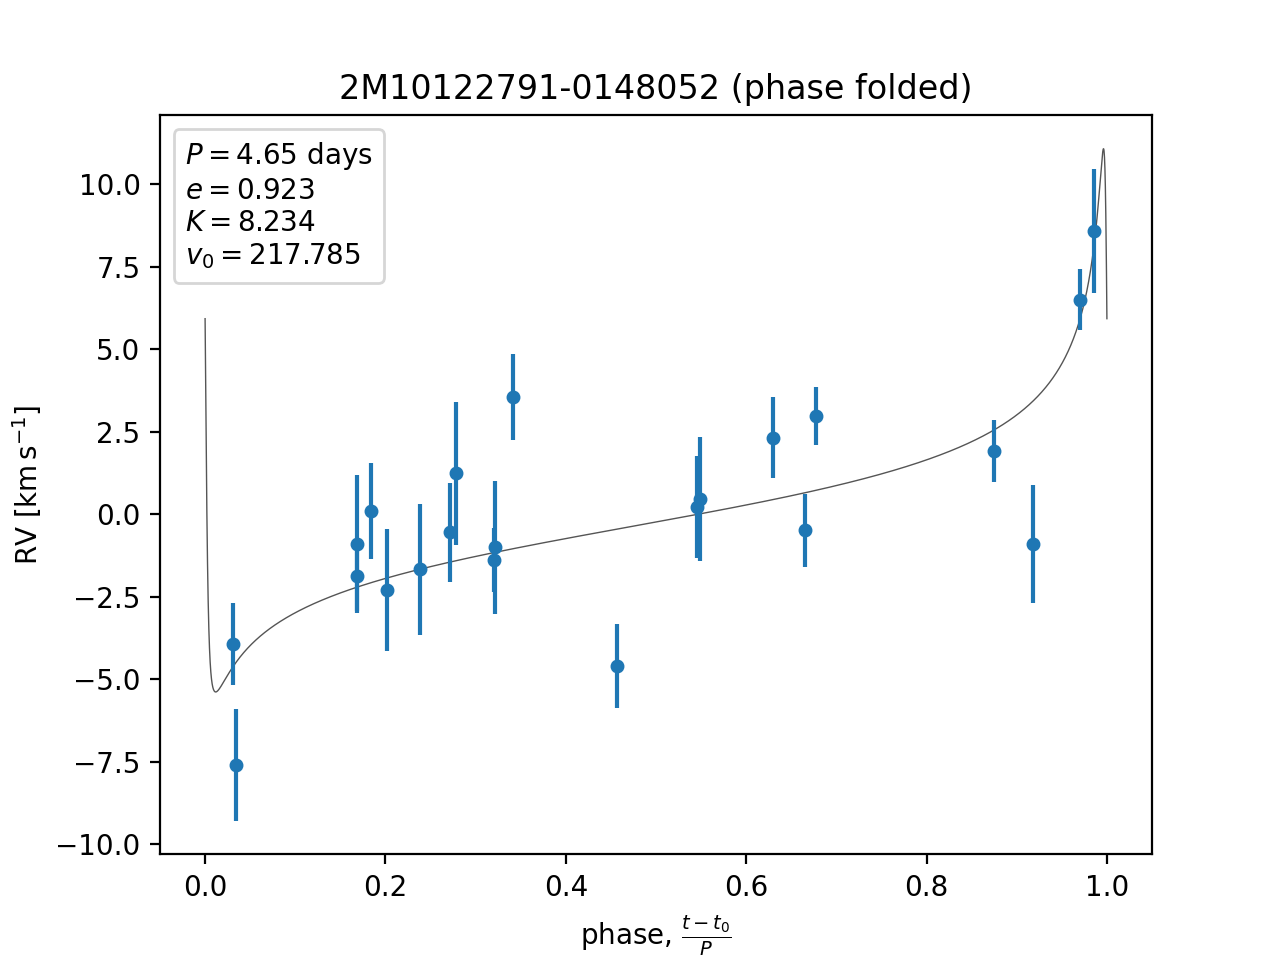 2M10122791-0148052 (phase folded)
P = 4.65 days
e = 0.923
K = 8.234
v₀ = 217.785
10.0
7.5
5.0
2.5
0.0
−2.5
−5.0
−7.5
−10.0
RV [km s⁻¹]
0.0 0.2 0.4 0.6 0.8 1.0
phase, (t − t₀)/P